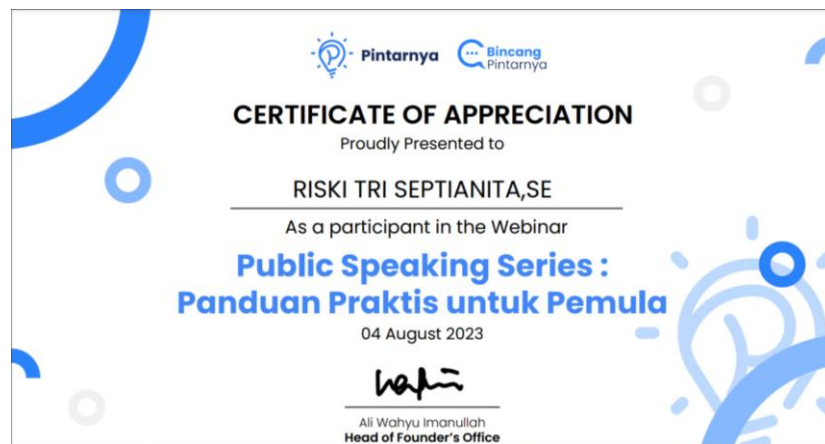 Pintarnya
Bincang
Pintarnya
CERTIFICATE OF APPRECIATION
Proudly Presented to
RISKI TRI SEPTIANITA,SE
As a participant in the Webinar
Public Speaking Series :
Panduan Praktis untuk Pemula
04 August 2023
Ali Wahyu Imanullah
Head of Founder's Office